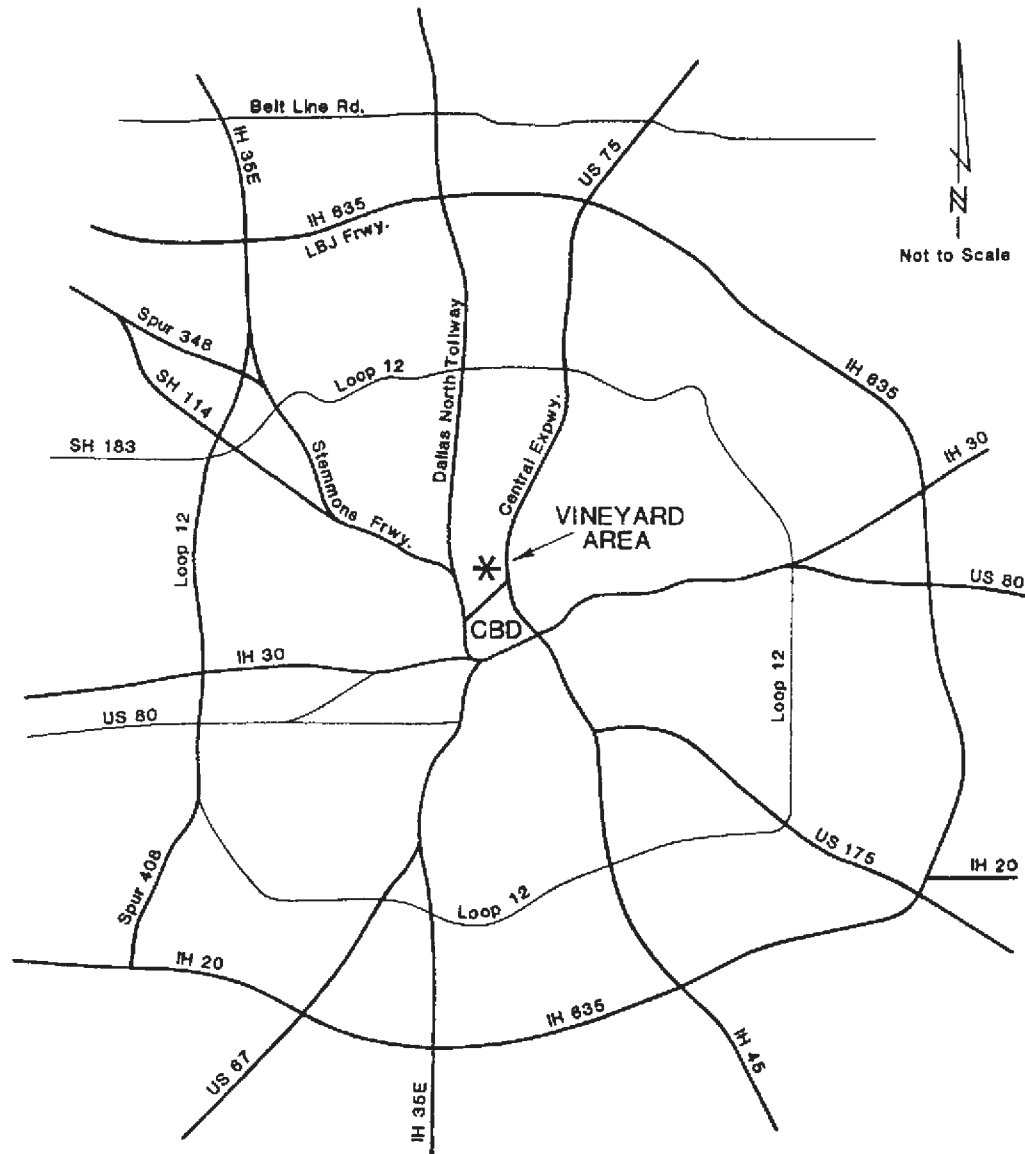 Belt Line Rd.
IH 35E
US 75
IH 635
LBJ Frwy.
N
Not to Scale
Spur 348
SH 114
Loop 12
Dallas North Tollway
IH 635
SH 183
Stemmons Frwy.
Central Expwy.
IH 30
VINEYARD
AREA
Loop 12
US 80
CBD
IH 30
Loop 12
US 80
Spur 408
Loop 12
US 175
IH 20
IH 20
IH 635
US 67
IH 35E
IH 45